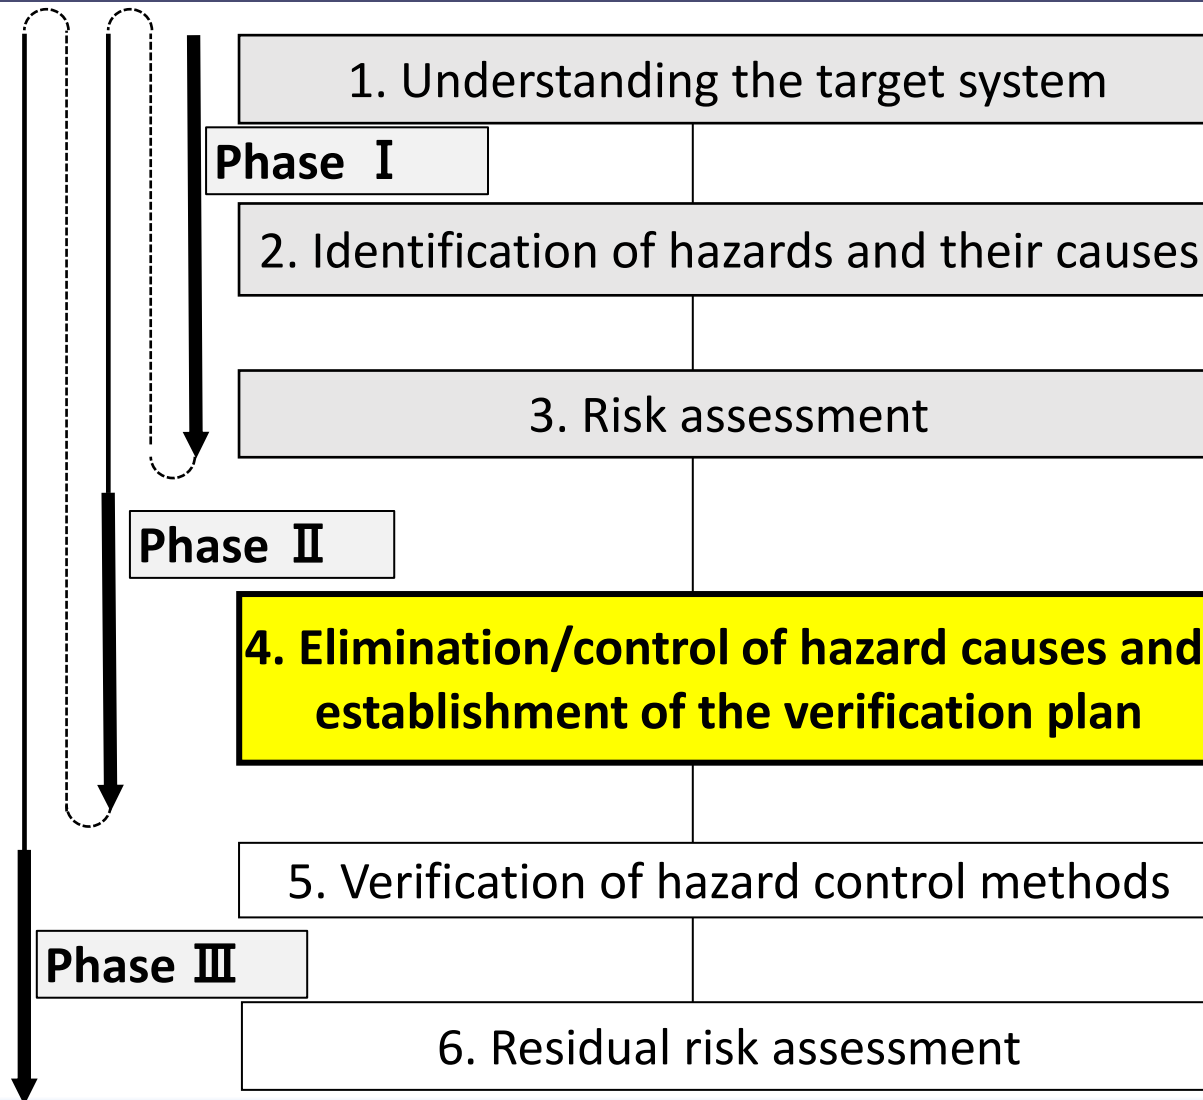 1. Understanding the target system
Phase Ⅰ
2. Identification of hazards and their causes
3. Risk assessment
Phase Ⅱ
4. Elimination/control of hazard causes and
establishment of the verification plan
5. Verification of hazard control methods
Phase Ⅲ
6. Residual risk assessment